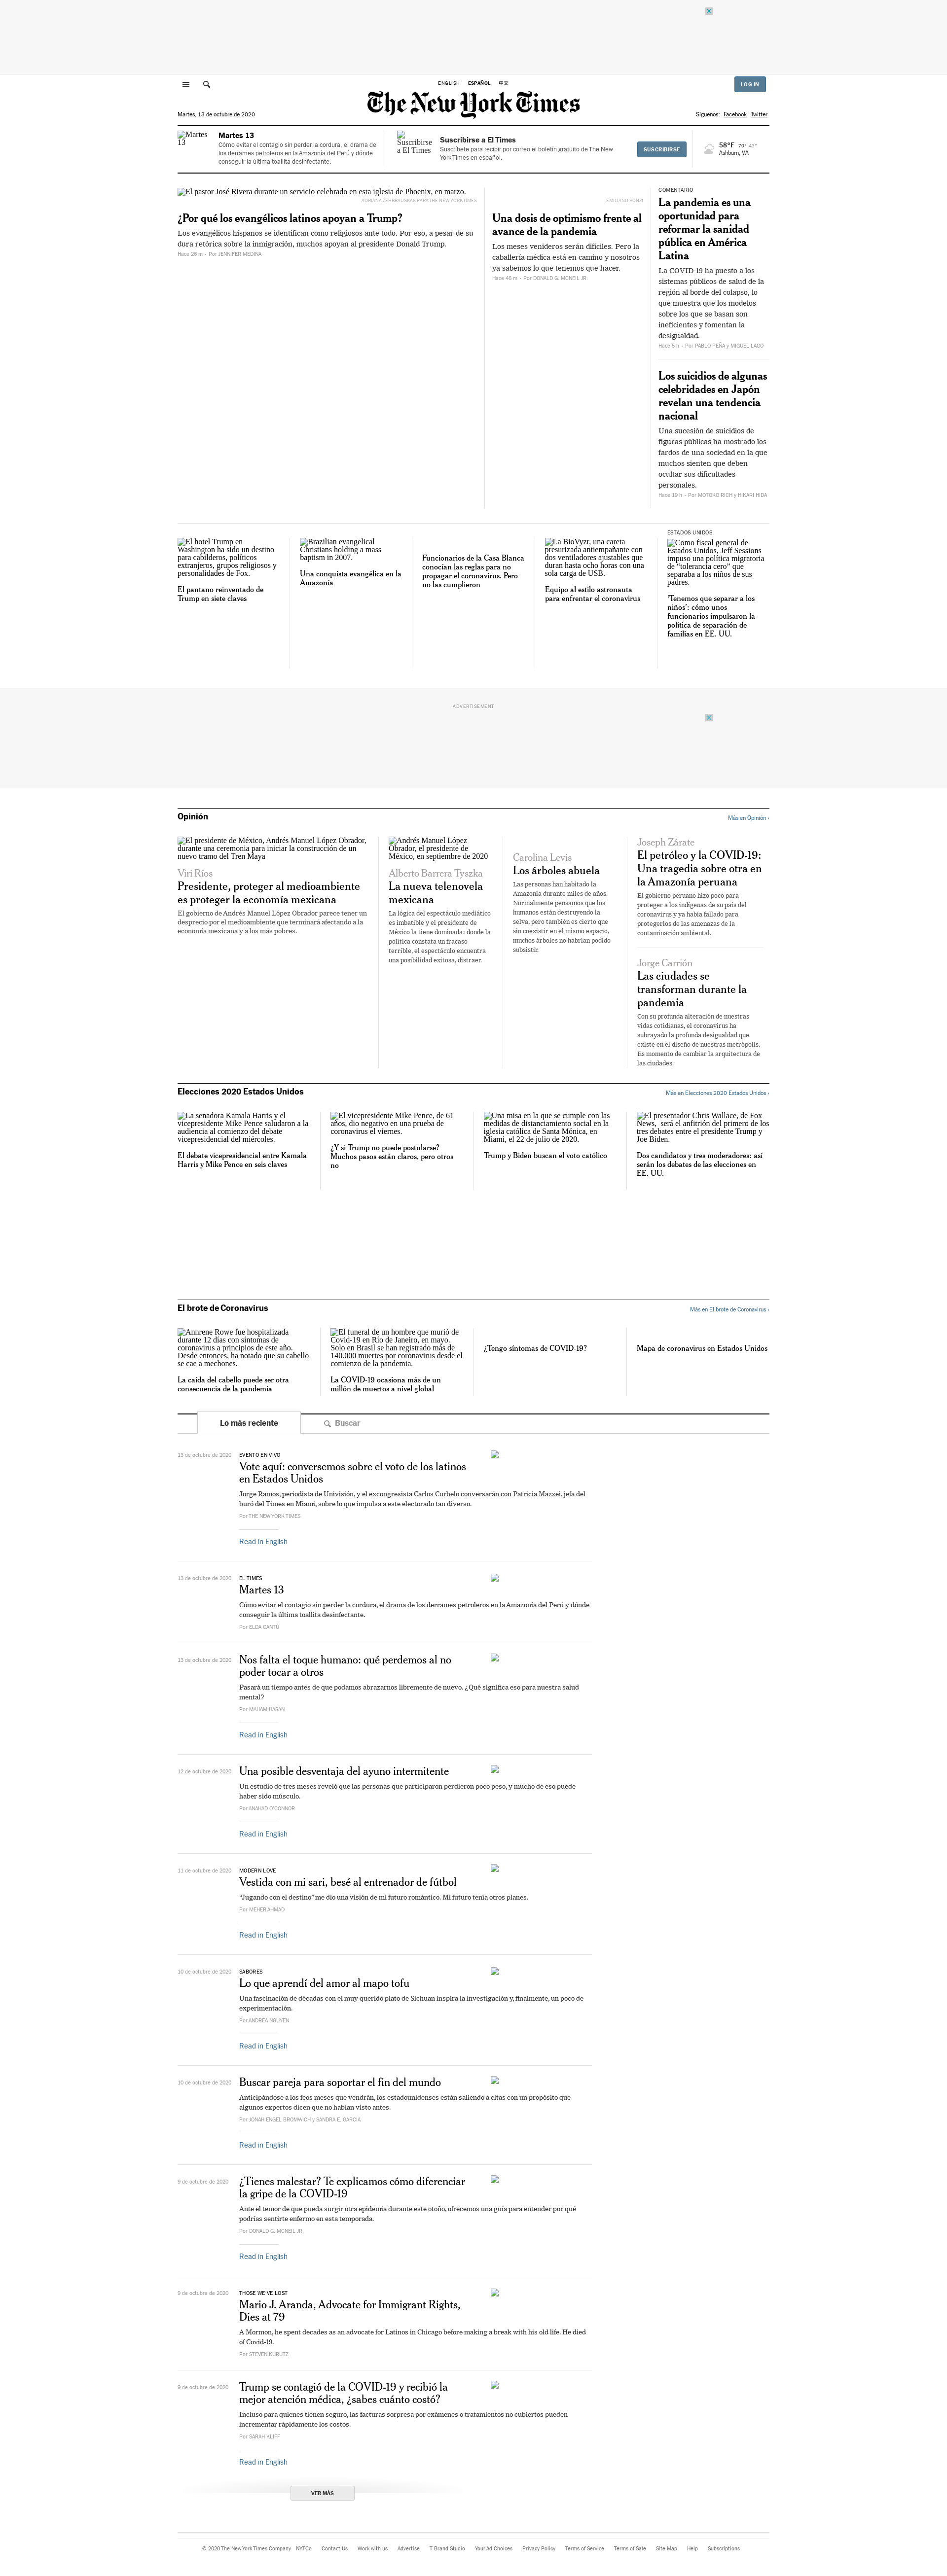 ENGLISH ESPAÑOL 中文
LOG IN
The New York Times
Martes, 13 de octubre de 2020
Síguenos: Facebook Twitter
Martes 13
Martes 13
Cómo evitar el contagio sin perder la cordura, el drama de
los derrames petroleros en la Amazonía del Perú y dónde
conseguir la última toallita desinfectante.
Suscribirse a El Times
Suscribirse a El Times
Suscríbete para recibir por correo el boletín gratuito de The New
York Times en español.
SUSCRIBIRSE
58°F 70° 43°
Ashburn, VA
El pastor José Rivera durante un servicio celebrado en esta iglesia de Phoenix, en marzo.
ADRIANA ZEHBRAUSKAS PARA THE NEW YORK TIMES
¿Por qué los evangélicos latinos apoyan a Trump?
Los evangélicos hispanos se identifican como religiosos ante todo. Por eso, a pesar de su
dura retórica sobre la inmigración, muchos apoyan al presidente Donald Trump.
Hace 26 m - Por JENNIFER MEDINA
EMILIANO PONZI
Una dosis de optimismo frente al
avance de la pandemia
Los meses venideros serán difíciles. Pero la
caballería médica está en camino y nosotros
ya sabemos lo que tenemos que hacer.
Hace 46 m - Por DONALD G. MCNEIL JR.
COMENTARIO
La pandemia es una
oportunidad para
reformar la sanidad
pública en América
Latina
La COVID-19 ha puesto a los
sistemas públicos de salud de la
región al borde del colapso, lo
que muestra que los modelos
sobre los que se basan son
ineficientes y fomentan la
desigualdad.
Hace 5 h - Por PABLO PEÑA y MIGUEL LAGO
Los suicidios de algunas
celebridades en Japón
revelan una tendencia
nacional
Una sucesión de suicidios de
figuras públicas ha mostrado los
fardos de una sociedad en la que
muchos sienten que deben
ocultar sus dificultades
personales.
Hace 19 h - Por MOTOKO RICH y HIKARI HIDA
El hotel Trump en
Washington ha sido un destino
para cabilderos, políticos
extranjeros, grupos religiosos y
personalidades de Fox.
El pantano reinventado de
Trump en siete claves
Brazilian evangelical
Christians holding a mass
baptism in 2007.
Una conquista evangélica en la
Amazonía
Funcionarios de la Casa Blanca
conocían las reglas para no
propagar el coronavirus. Pero
no las cumplieron
La BioVyzr, una careta
presurizada antiempañante con
dos ventiladores ajustables que
duran hasta ocho horas con una
sola carga de USB.
Equipo al estilo astronauta
para enfrentar el coronavirus
ESTADOS UNIDOS
Como fiscal general de
Estados Unidos, Jeff Sessions
impuso una política migratoria
de “tolerancia cero” que
separaba a los niños de sus
padres.
‘Tenemos que separar a los
niños’: cómo unos
funcionarios impulsaron la
política de separación de
familias en EE. UU.
ADVERTISEMENT
Opinión
Más en Opinión ›
El presidente de México, Andrés Manuel López Obrador,
durante una ceremonia para iniciar la construcción de un
nuevo tramo del Tren Maya
Viri Ríos
Presidente, proteger al medioambiente
es proteger la economía mexicana
El gobierno de Andrés Manuel López Obrador parece tener un
desprecio por el medioambiente que terminará afectando a la
economía mexicana y a los más pobres.
Andrés Manuel López
Obrador, el presidente de
México, en septiembre de 2020
Alberto Barrera Tyszka
La nueva telenovela
mexicana
La lógica del espectáculo mediático
es imbatible y el presidente de
México la tiene dominada: donde la
política constata un fracaso
terrible, el espectáculo encuentra
una posibilidad exitosa, distraer.
Carolina Levis
Los árboles abuela
Las personas han habitado la
Amazonía durante miles de años.
Normalmente pensamos que los
humanos están destruyendo la
selva, pero también es cierto que
sin coexistir en el mismo espacio,
muchos árboles no habrían podido
subsistir.
Joseph Zárate
El petróleo y la COVID-19:
Una tragedia sobre otra en
la Amazonía peruana
El gobierno peruano hizo poco para
proteger a los indígenas de su país del
coronavirus y ya había fallado para
protegerlos de las amenazas de la
contaminación ambiental.
Jorge Carrión
Las ciudades se
transforman durante la
pandemia
Con su profunda alteración de nuestras
vidas cotidianas, el coronavirus ha
subrayado la profunda desigualdad que
existe en el diseño de nuestras metrópolis.
Es momento de cambiar la arquitectura de
las ciudades.
Elecciones 2020 Estados Unidos
Más en Elecciones 2020 Estados Unidos ›
La senadora Kamala Harris y el
vicepresidente Mike Pence saludaron a la
audiencia al comienzo del debate
vicepresidencial del miércoles.
El debate vicepresidencial entre Kamala
Harris y Mike Pence en seis claves
El vicepresidente Mike Pence, de 61
años, dio negativo en una prueba de
coronavirus el viernes.
¿Y si Trump no puede postularse?
Muchos pasos están claros, pero otros
no
Una misa en la que se cumple con las
medidas de distanciamiento social en la
iglesia católica de Santa Mónica, en
Miami, el 22 de julio de 2020.
Trump y Biden buscan el voto católico
El presentador Chris Wallace, de Fox
News, será el anfitrión del primero de los
tres debates entre el presidente Trump y
Joe Biden.
Dos candidatos y tres moderadores: así
serán los debates de las elecciones en
EE. UU.
El brote de Coronavirus
Más en El brote de Coronavirus ›
Annrene Rowe fue hospitalizada
durante 12 días con síntomas de
coronavirus a principios de este año.
Desde entonces, ha notado que su cabello
se cae a mechones.
La caída del cabello puede ser otra
consecuencia de la pandemia
El funeral de un hombre que murió de
Covid-19 en Río de Janeiro, en mayo.
Solo en Brasil se han registrado más de
140.000 muertes por coronavirus desde el
comienzo de la pandemia.
La COVID-19 ocasiona más de un
millón de muertos a nivel global
¿Tengo síntomas de COVID-19?
Mapa de coronavirus en Estados Unidos
Lo más reciente
Buscar
13 de octubre de 2020
EVENTO EN VIVO
Vote aquí: conversemos sobre el voto de los latinos
en Estados Unidos
Jorge Ramos, periodista de Univisión, y el excongresista Carlos Curbelo conversarán con Patricia Mazzei, jefa del
buró del Times en Miami, sobre lo que impulsa a este electorado tan diverso.
Por THE NEW YORK TIMES
Read in English
13 de octubre de 2020
EL TIMES
Martes 13
Cómo evitar el contagio sin perder la cordura, el drama de los derrames petroleros en la Amazonía del Perú y dónde
conseguir la última toallita desinfectante.
Por ELDA CANTÚ
13 de octubre de 2020
Nos falta el toque humano: qué perdemos al no
poder tocar a otros
Pasará un tiempo antes de que podamos abrazarnos libremente de nuevo. ¿Qué significa eso para nuestra salud
mental?
Por MAHAM HASAN
Read in English
12 de octubre de 2020
Una posible desventaja del ayuno intermitente
Un estudio de tres meses reveló que las personas que participaron perdieron poco peso, y mucho de eso puede
haber sido músculo.
Por ANAHAD O'CONNOR
Read in English
11 de octubre de 2020
MODERN LOVE
Vestida con mi sari, besé al entrenador de fútbol
“Jugando con el destino” me dio una visión de mi futuro romántico. Mi futuro tenía otros planes.
Por MEHER AHMAD
Read in English
10 de octubre de 2020
SABORES
Lo que aprendí del amor al mapo tofu
Una fascinación de décadas con el muy querido plato de Sichuan inspira la investigación y, finalmente, un poco de
experimentación.
Por ANDREA NGUYEN
Read in English
10 de octubre de 2020
Buscar pareja para soportar el fin del mundo
Anticipándose a los feos meses que vendrán, los estadounidenses están saliendo a citas con un propósito que
algunos expertos dicen que no habían visto antes.
Por JONAH ENGEL BROMWICH y SANDRA E. GARCIA
Read in English
9 de octubre de 2020
¿Tienes malestar? Te explicamos cómo diferenciar
la gripe de la COVID-19
Ante el temor de que pueda surgir otra epidemia durante este otoño, ofrecemos una guía para entender por qué
podrías sentirte enfermo en esta temporada.
Por DONALD G. MCNEIL JR.
Read in English
9 de octubre de 2020
THOSE WE'VE LOST
Mario J. Aranda, Advocate for Immigrant Rights,
Dies at 79
A Mormon, he spent decades as an advocate for Latinos in Chicago before making a break with his old life. He died
of Covid-19.
Por STEVEN KURUTZ
9 de octubre de 2020
Trump se contagió de la COVID-19 y recibió la
mejor atención médica, ¿sabes cuánto costó?
Incluso para quienes tienen seguro, las facturas sorpresa por exámenes o tratamientos no cubiertos pueden
incrementar rápidamente los costos.
Por SARAH KLIFF
Read in English
VER MÁS
© 2020 The New York Times Company NYTCo Contact Us Work with us Advertise T Brand Studio Your Ad Choices Privacy Policy Terms of Service Terms of Sale Site Map Help Subscriptions